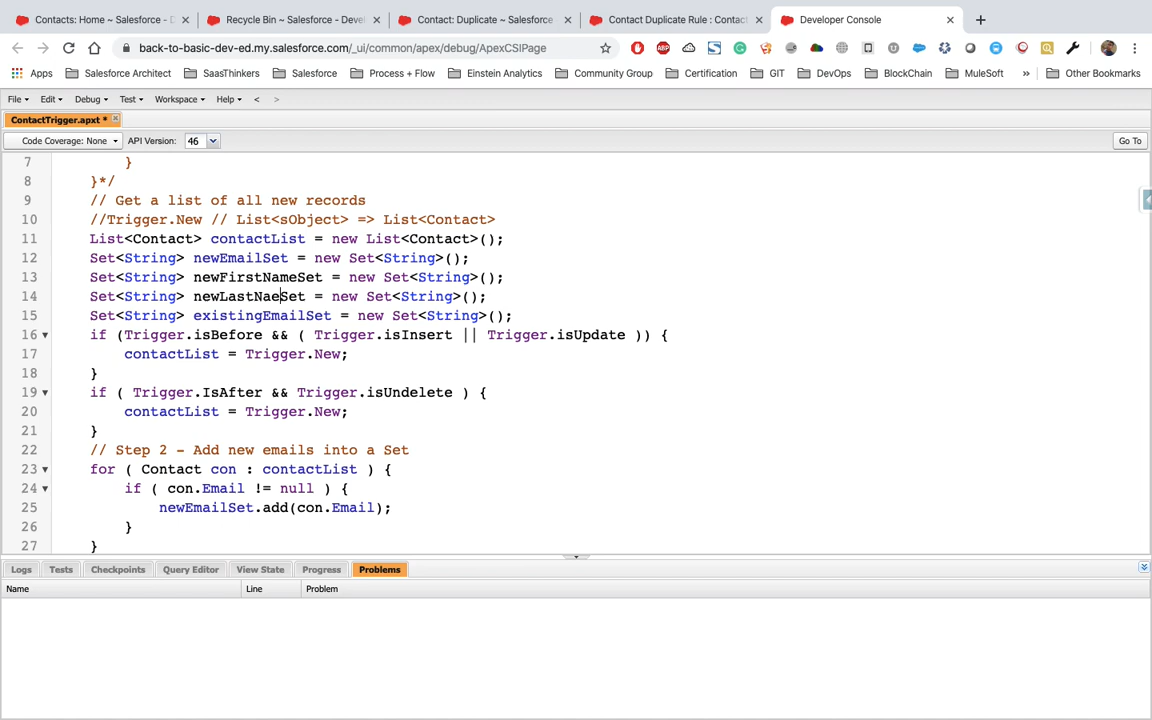 Contacts: Home ~ Salesforce - D
Recycle Bin ~ Salesforce - Devel
Contact: Duplicate ~ Salesforce
Contact Duplicate Rule : Contac
Developer Console
back-to-basic-dev-ed.my.salesforce.com/_ui/common/apex/debug/ApexCSIPage
Apps
Salesforce Architect
SaasThinkers
Salesforce
Process + Flow
Einstein Analytics
Community Group
Certification
GIT
DevOps
BlockChain
MuleSoft
»
Other Bookmarks
File
Edit
Debug
Test
Workspace
Help
<
>
ContactTrigger.apxt *
Code Coverage: None
API Version:
46
Go To
7 }
8 }*/
9 // Get a list of all new records
10 //Trigger.New // List<sObject> => List<Contact>
11 List<Contact> contactList = new List<Contact>();
12 Set<String> newEmailSet = new Set<String>();
13 Set<String> newFirstNameSet = new Set<String>();
14 Set<String> newLastNaeSet = new Set<String>();
15 Set<String> existingEmailSet = new Set<String>();
16 if (Trigger.isBefore && ( Trigger.isInsert || Trigger.isUpdate )) {
17 contactList = Trigger.New;
18 }
19 if ( Trigger.IsAfter && Trigger.isUndelete ) {
20 contactList = Trigger.New;
21 }
22 // Step 2 - Add new emails into a Set
23 for ( Contact con : contactList ) {
24 if ( con.Email != null ) {
25 newEmailSet.add(con.Email);
26 }
27 }
Logs
Tests
Checkpoints
Query Editor
View State
Progress
Problems
Name
Line
Problem